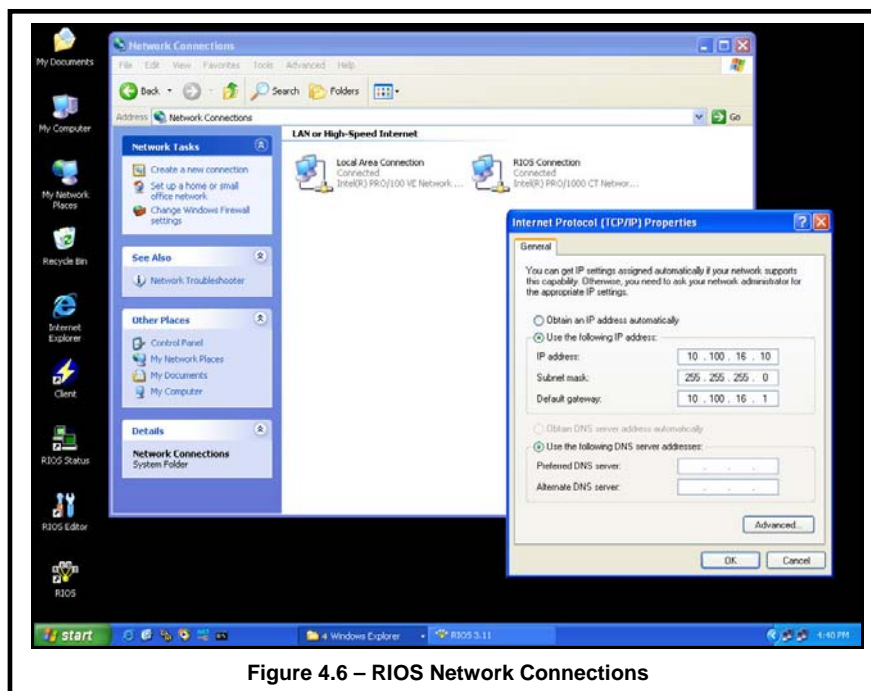 My Documents
My Computer
My Network
Places
Recycle Bin
Internet
Explorer
Client
RIOS Status
RIOS Editor
RIOS
Network Connections
File Edit View Favorites Tools Advanced Help
Back Search Folders
Address Network Connections Go
Network Tasks
Create a new connection
Set up a home or small
office network
Change Windows Firewall
settings
See Also
Network Troubleshooter
Other Places
Control Panel
My Network Places
My Documents
My Computer
Details
Network Connections
System Folder
LAN or High-Speed Internet
Local Area Connection
Connected
Intel(R) PRO/100 VE Network ...
RIOS Connection
Connected
Intel(R) PRO/1000 CT Networ...
Internet Protocol (TCP/IP) Properties
General
You can get IP settings assigned automatically if your network supports
this capability. Otherwise, you need to ask your network administrator for
the appropriate IP settings.
Obtain an IP address automatically
Use the following IP address:
IP address: 10 . 100 . 16 . 10
Subnet mask: 255 . 255 . 255 . 0
Default gateway: 10 . 100 . 16 . 1
Obtain DNS server address automatically
Use the following DNS server addresses:
Preferred DNS server: . . .
Alternate DNS server: . . .
Advanced...
OK Cancel
start 4 Windows Explorer RIOS 3.11 4:40 PM
Figure 4.6 – RIOS Network Connections